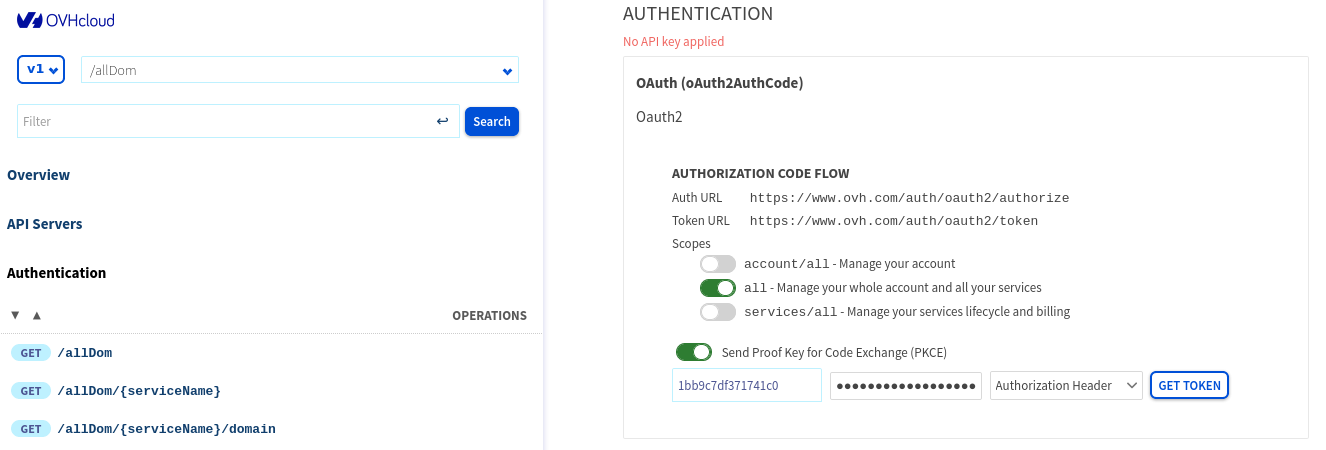 OVHcloud
v1
/allDom
Filter
Search
Overview
API Servers
Authentication
▼ ▲ OPERATIONS
GET /allDom
GET /allDom/{serviceName}
GET /allDom/{serviceName}/domain
AUTHENTICATION
No API key applied
OAuth (oAuth2AuthCode)
Oauth2
AUTHORIZATION CODE FLOW
Auth URL https://www.ovh.com/auth/oauth2/authorize
Token URL https://www.ovh.com/auth/oauth2/token
Scopes
account/all - Manage your account
all - Manage your whole account and all your services
services/all - Manage your services lifecycle and billing
Send Proof Key for Code Exchange (PKCE)
1bb9c7df371741c0 ●●●●●●●●●●●●●●●●●● Authorization Header GET TOKEN